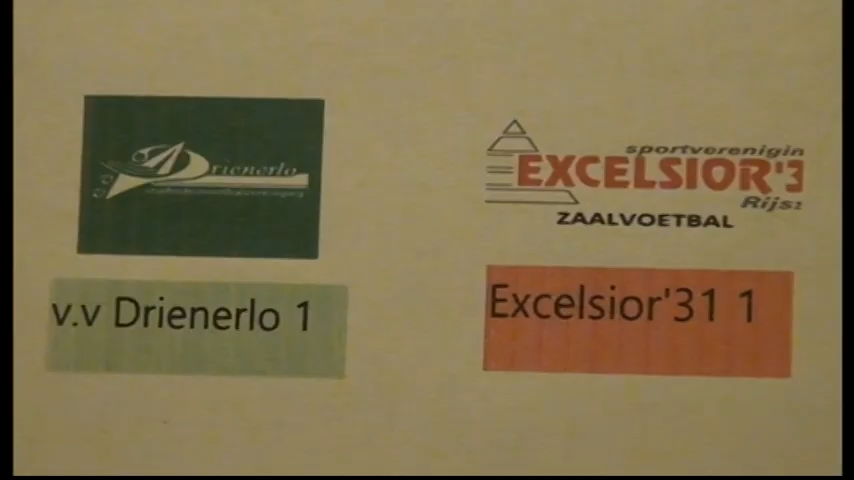 Drienerlo
v.v Drienerlo 1
sportverenigin
EXCELSIOR'3
Rijs
ZAALVOETBAL
Excelsior'31 1